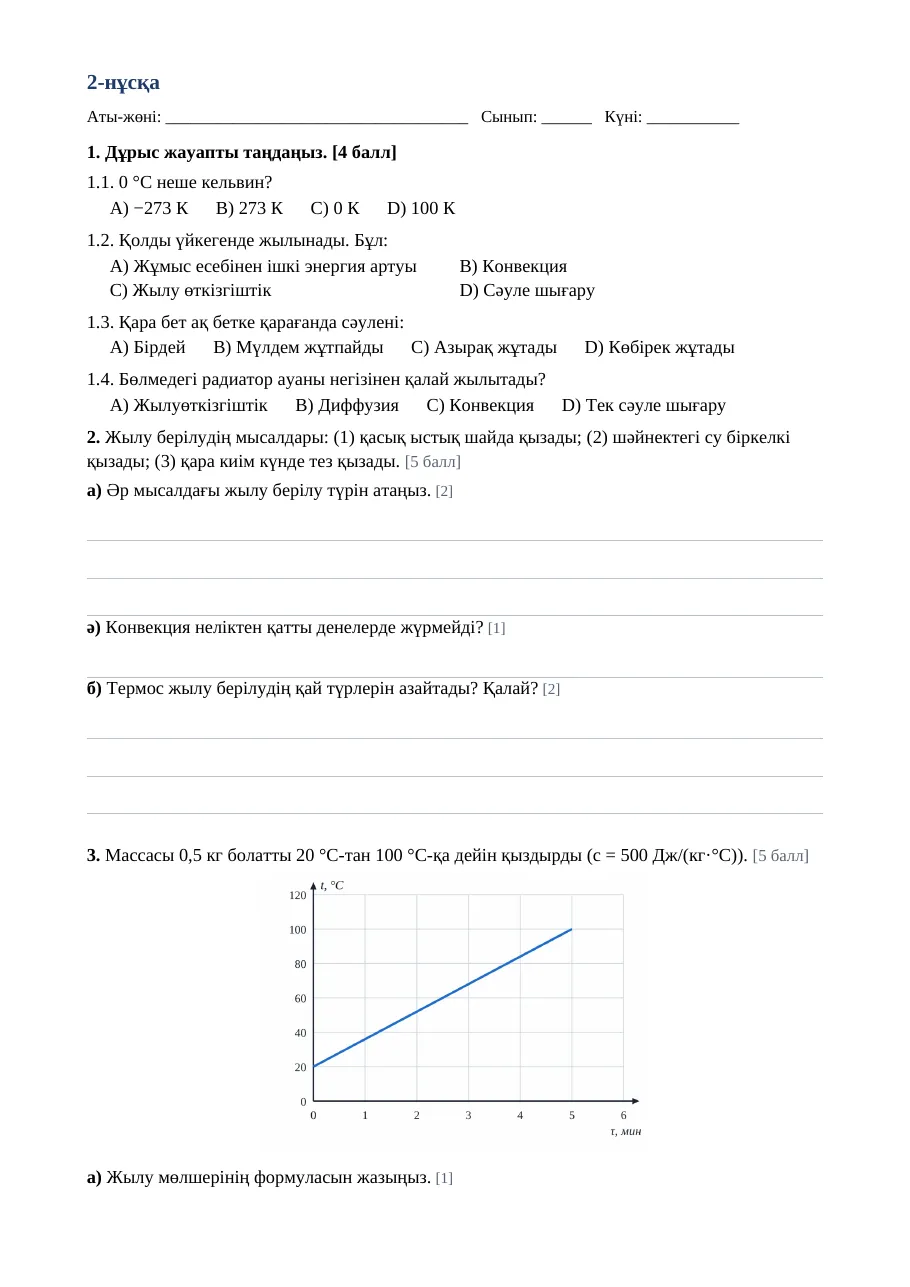 2-нұсқа
Аты-жөні: ____________________________________ Сынып: ______ Күні: ___________
1. Дұрыс жауапты таңдаңыз. [4 балл]
1.1. 0 °C неше кельвин?
A) −273 К B) 273 К C) 0 К D) 100 К
1.2. Қолды үйкегенде жылынады. Бұл:
A) Жұмыс есебінен ішкі энергия артуы B) Конвекция
C) Жылу өткізгіштік D) Сәуле шығару
1.3. Қара бет ақ бетке қарағанда сәулені:
A) Бірдей B) Мүлдем жұтпайды C) Азырақ жұтады D) Көбірек жұтады
1.4. Бөлмедегі радиатор ауаны негізінен қалай жылытады?
A) Жылуөткізгіштік B) Диффузия C) Конвекция D) Тек сәуле шығару
2. Жылу берілудің мысалдары: (1) қасық ыстық шайда қызады; (2) шәйнектегі су біркелкі
қызады; (3) қара киім күнде тез қызады. [5 балл]
а) Әр мысалдағы жылу берілу түрін атаңыз. [2]
ә) Конвекция неліктен қатты денелерде жүрмейді? [1]
б) Термос жылу берілудің қай түрлерін азайтады? Қалай? [2]
3. Массасы 0,5 кг болатты 20 °C-тан 100 °C-қа дейін қыздырды (c = 500 Дж/(кг·°C)). [5 балл]
t, °C
120
100
80
60
40
20
0
0 1 2 3 4 5 6
τ, мин
а) Жылу мөлшерінің формуласын жазыңыз. [1]